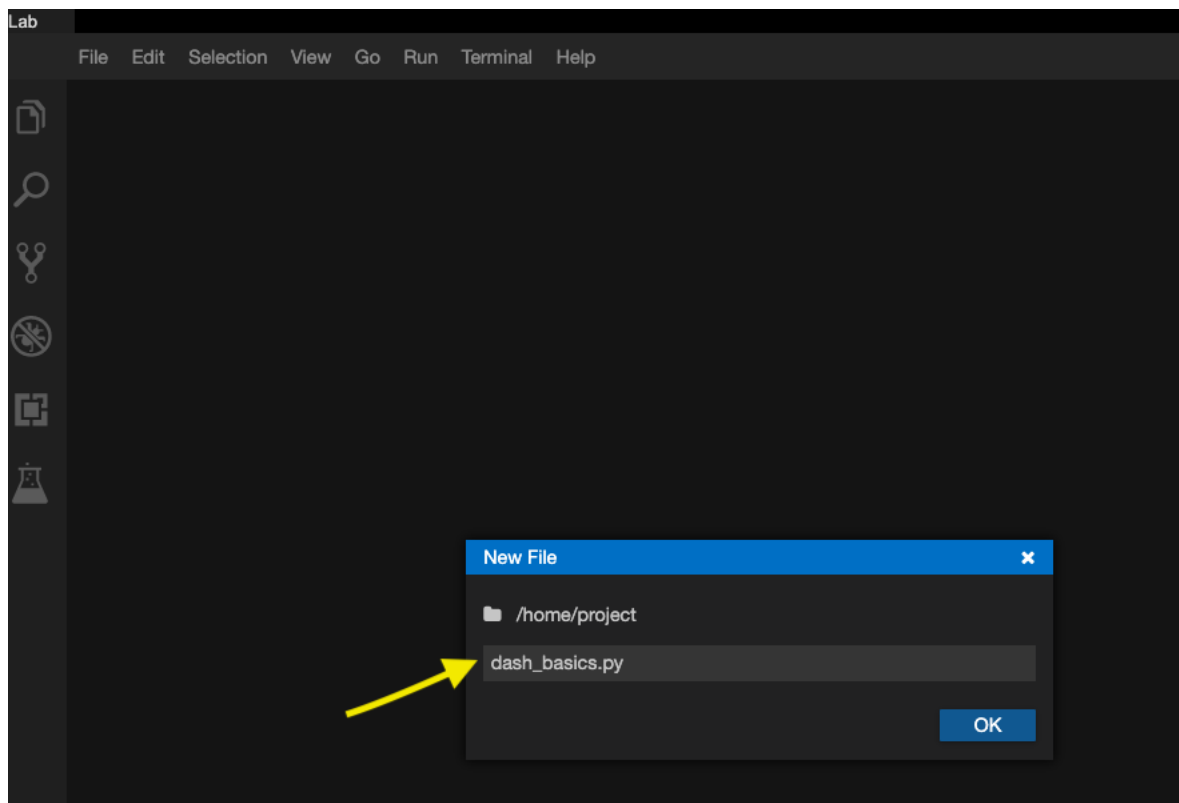 Lab
File Edit Selection View Go Run Terminal Help
New File
/home/project
dash_basics.py
OK